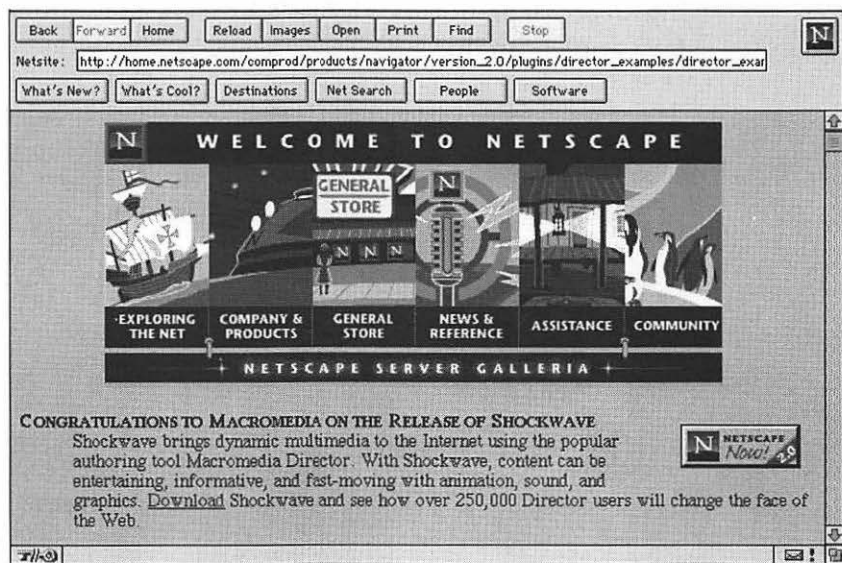 Back Forward Home Reload Images Open Print Find Stop
N
Netsite: http://home.netscape.com/comprod/products/navigator/version_2.0/plugins/director_examples/director_exar
What's New? What's Cool? Destinations Net Search People Software
N WELCOME TO NETSCAPE
GENERAL
STORE
N
N N N
EXPLORING
THE NET
COMPANY &
PRODUCTS
GENERAL
STORE
NEWS &
REFERENCE
ASSISTANCE
COMMUNITY
NETSCAPE SERVER GALLERIA
CONGRATULATIONS TO MACROMEDIA ON THE RELEASE OF SHOCKWAVE
Shockwave brings dynamic multimedia to the Internet using the popular
authoring tool Macromedia Director. With Shockwave, content can be
entertaining, informative, and fast-moving with animation, sound, and
graphics. Download Shockwave and see how over 250,000 Director users will change the face of
the Web.
N NETSCAPE
Now! 2.0